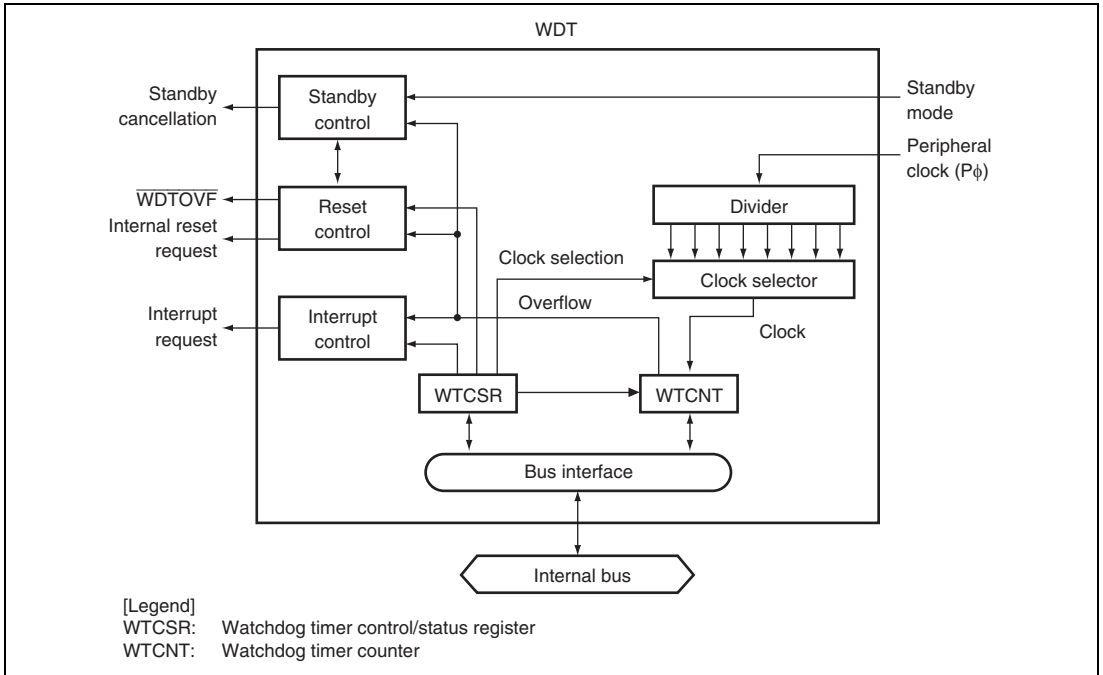 WDT
Standby
cancellation
Standby
control
Standby
mode
Peripheral
clock (Pϕ)
WDTOVF
Internal reset
request
Reset
control
Divider
Clock selection
Clock selector
Overflow
Clock
Interrupt
request
Interrupt
control
WTCSR
WTCNT
Bus interface
Internal bus
[Legend]
WTCSR: Watchdog timer control/status register
WTCNT: Watchdog timer counter